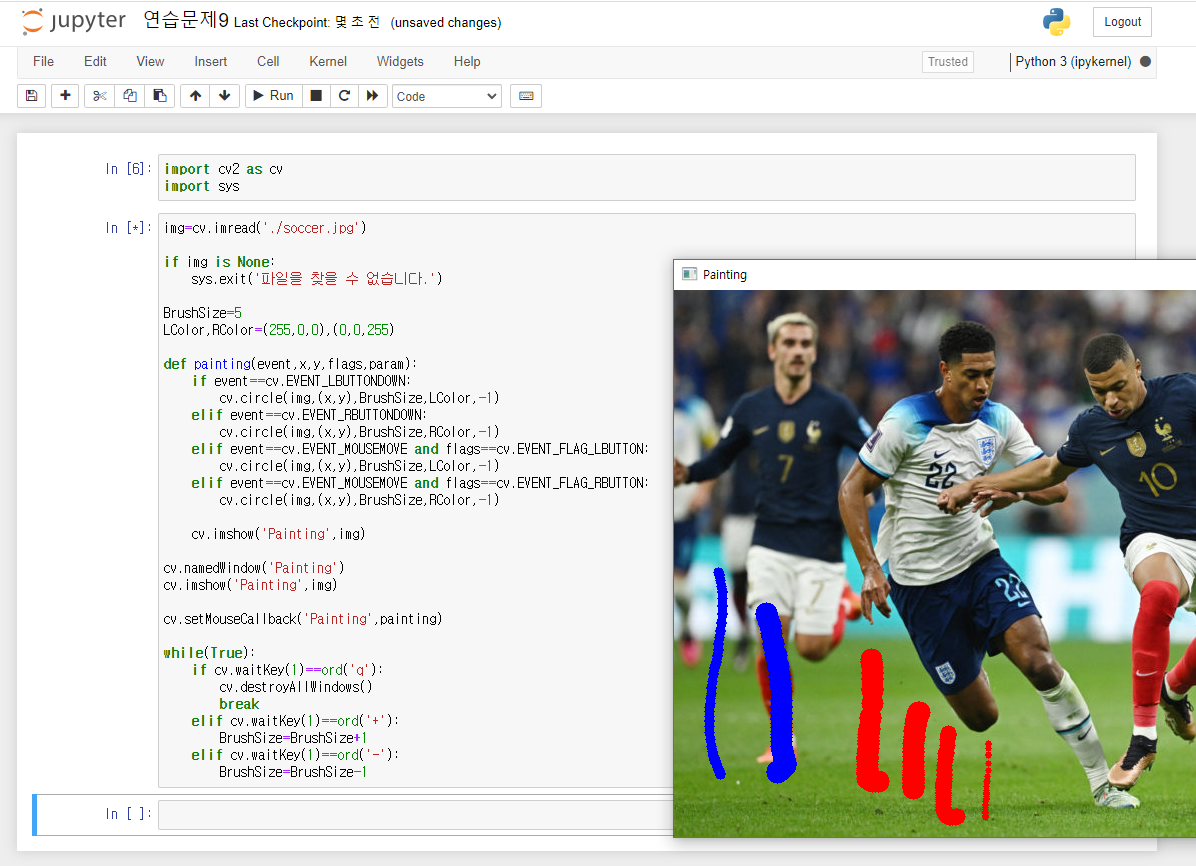 jupyter 연습문제9 Last Checkpoint: 몇 초 전 (unsaved changes)
Logout
File Edit View Insert Cell Kernel Widgets Help
Trusted
Python 3 (ipykernel)
Run
Code
In [6]:
import cv2 as cv
import sys
In [*]:
img=cv.imread('./soccer.jpg')
if img is None:
    sys.exit('파일을 찾을 수 없습니다.')
BrushSize=5
LColor,RColor=(255,0,0),(0,0,255)
def painting(event,x,y,flags,param):
    if event==cv.EVENT_LBUTTONDOWN:
        cv.circle(img,(x,y),BrushSize,LColor,-1)
    elif event==cv.EVENT_RBUTTONDOWN:
        cv.circle(img,(x,y),BrushSize,RColor,-1)
    elif event==cv.EVENT_MOUSEMOVE and flags==cv.EVENT_FLAG_LBUTTON:
        cv.circle(img,(x,y),BrushSize,LColor,-1)
    elif event==cv.EVENT_MOUSEMOVE and flags==cv.EVENT_FLAG_RBUTTON:
        cv.circle(img,(x,y),BrushSize,RColor,-1)
    cv.imshow('Painting',img)
cv.namedWindow('Painting')
cv.imshow('Painting',img)
cv.setMouseCallback('Painting',painting)
while(True):
    if cv.waitKey(1)==ord('q'):
        cv.destroyAllWindows()
        break
    elif cv.waitKey(1)==ord('+'):
        BrushSize=BrushSize+1
    elif cv.waitKey(1)==ord('-'):
        BrushSize=BrushSize-1
In [ ]:
Painting
7
22
10
7
22